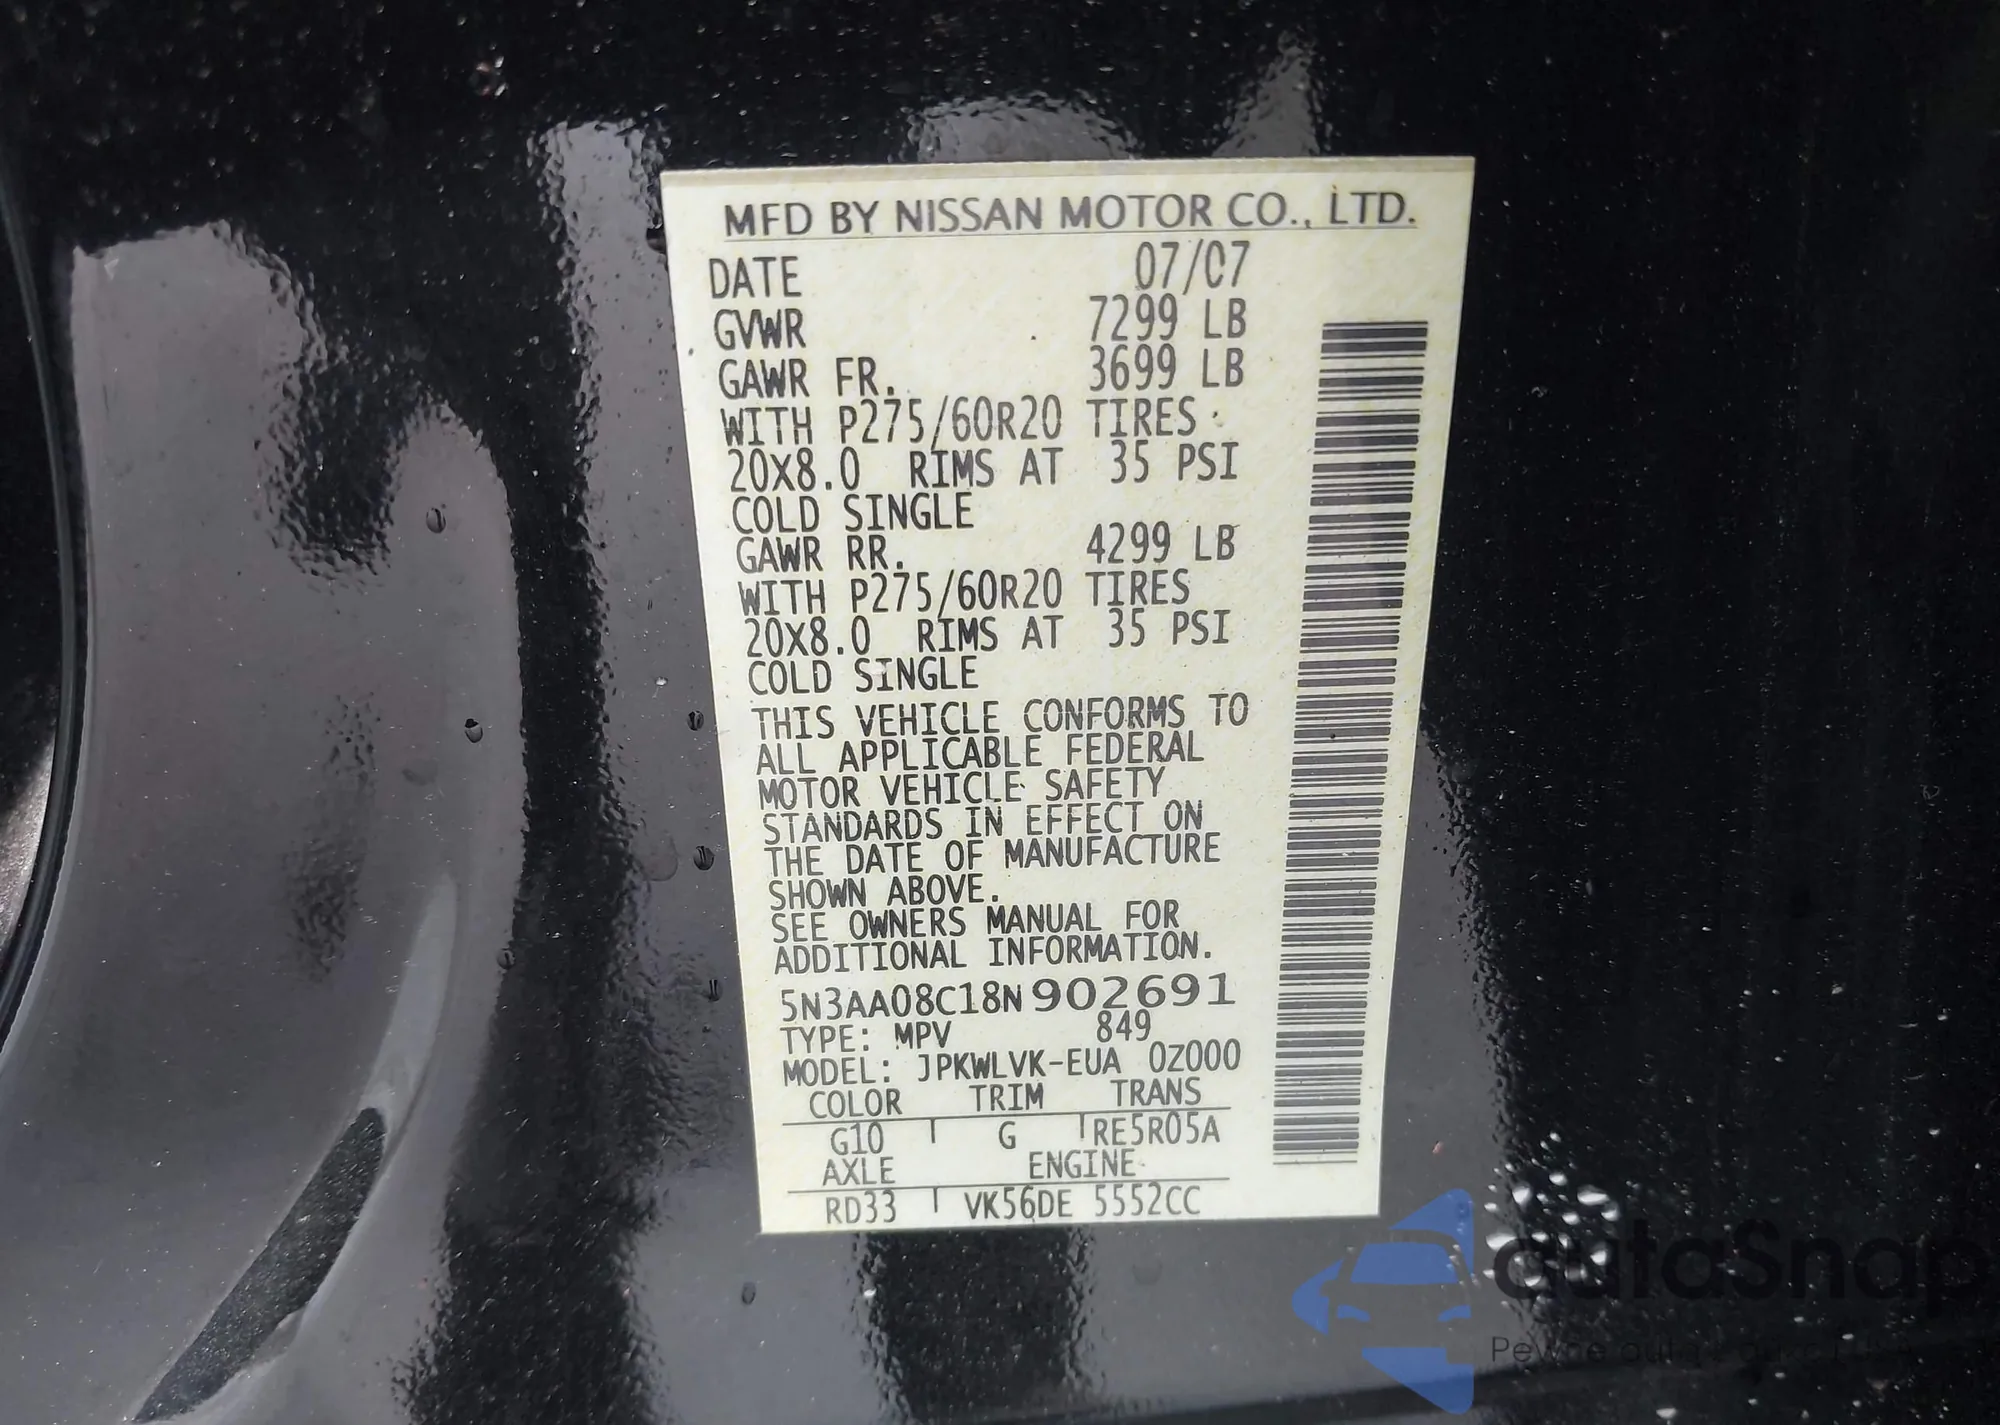 MFD BY NISSAN MOTOR CO., LTD.
DATE 07/07
GVWR 7299 LB
GAWR FR. 3699 LB
WITH P275/60R20 TIRES
20X8.0 RIMS AT 35 PSI
COLD SINGLE
GAWR RR. 4299 LB
WITH P275/60R20 TIRES
20X8.0 RIMS AT 35 PSI
COLD SINGLE
THIS VEHICLE CONFORMS TO
ALL APPLICABLE FEDERAL
MOTOR VEHICLE SAFETY
STANDARDS IN EFFECT ON
THE DATE OF MANUFACTURE
SHOWN ABOVE.
SEE OWNERS MANUAL FOR
ADDITIONAL INFORMATION.
5N3AA08C18N902691
TYPE: MPV 849
MODEL: JPKWLVK-EUA 0Z000
COLOR TRIM TRANS
G10 G RE5R05A
AXLE ENGINE
RD33 VK56DE 5552CC
autaSnap
Pewne auta